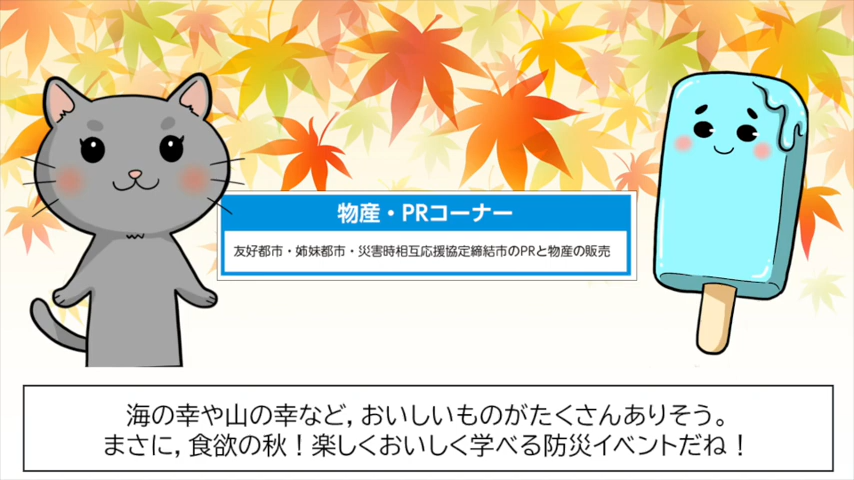 物産・PRコーナー
友好都市・姉妹都市・災害時相互応援協定締結市のPRと物産の販売
海の幸や山の幸など，おいしいものがたくさんありそう。
まさに，食欲の秋！楽しくおいしく学べる防災イベントだね！